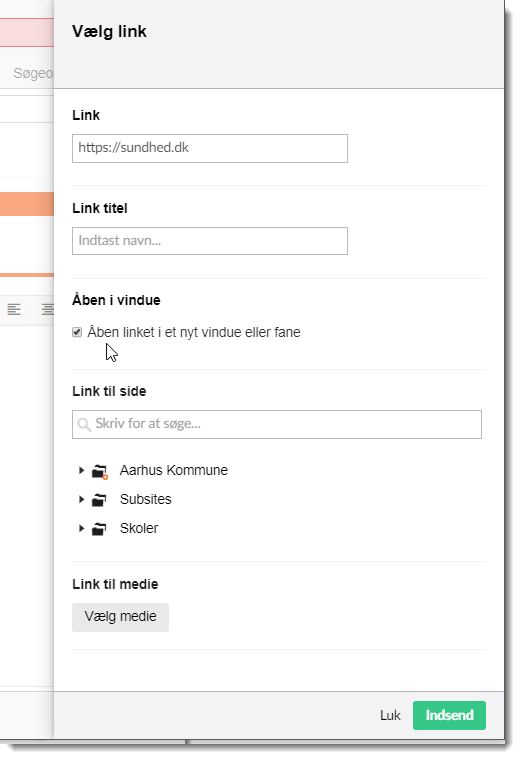 Vælg link
Søgeo
Link
https://sundhed.dk
Link titel
Indtast navn...
Åben i vindue
Åben linket i et nyt vindue eller fane
Link til side
Skriv for at søge...
Aarhus Kommune
Subsites
Skoler
Link til medie
Vælg medie
Luk
Indsend